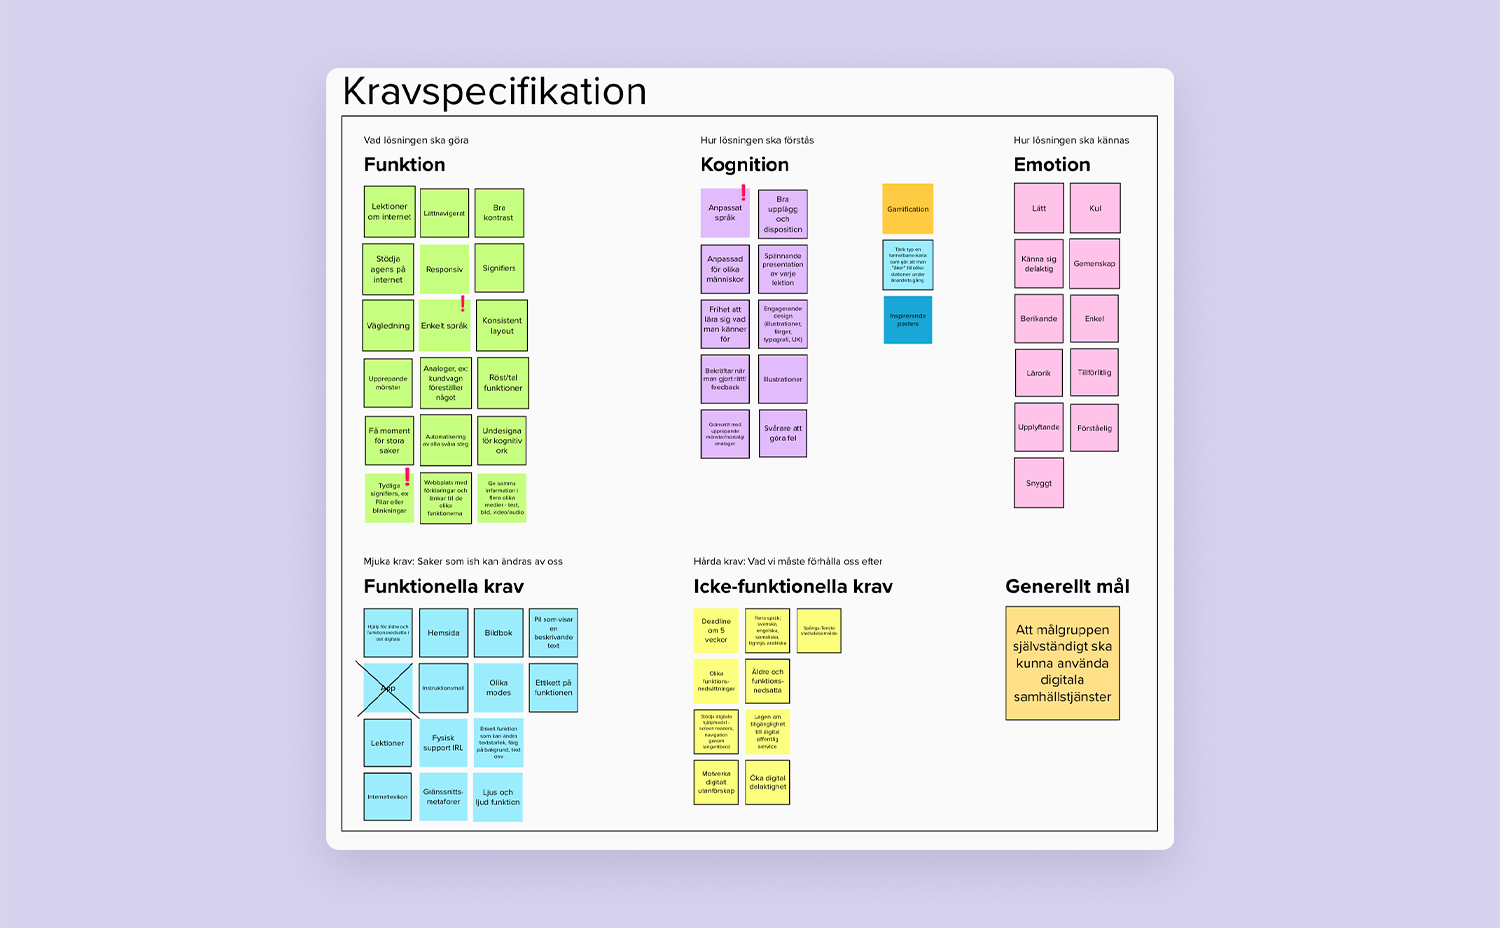 Kravspecifikation
Vad lösningen ska göra
Funktion
Lektioner
om internet
Lättnavigerat
Bra
kontrast
Stödja
agens på
internet
Responsiv
Signifiers
Vägledning
!
Enkelt språk
Konsistent
layout
Upprepande
mönster
Analoger, ex:
kundvagn
föreställer
något
Röst/tal
funktioner
Få moment
för stora
saker
Automatisering
av alla svåra steg
Undesigna
för kognitiv
ork
!
Tydliga
signifiers, ex
Pilar eller
blinkningar
Webbplats med
förklaringar och
länkar till de
olika
funktionerna
Ge samma
information i
flera olika
medier - text,
bild, video/audio
Hur lösningen ska förstås
Kognition
!
Anpassat
språk
Bra
upplägg
och
disposition
Anpassad
för olika
människor
Spännande
presentation
av varje
lektion
Frihet att
lära sig vad
man känner
för
Engagerande
design
(illustrationer,
färger,
typografi, UX)
Bekräftar när
man gjort rätt/
feedback
Illustrationer
Gränsnitt med
upprepande
mönster/nostalgi
analoger
Svårare att
göra fel
Gamification
Tänk typ en
tunnelbane-karta
som gör att man
"åker" till olika
stationer under
Inspirerande
posters
Hur lösningen ska kännas
Emotion
Lätt
Kul
Känna sig
delaktig
Gemenskap
Berikande
Enkel
Lärorik
Tillförlitlig
Upplyftande
Förståelig
Snyggt
Mjuka krav: Saker som ish kan ändras av oss
Funktionella krav
Hjälp för äldre och
funktionsnedsatta i
det digitala
Hemsida
Bildbok
Pil som visar
en
beskrivande
text
App
Instruktionsmail
Olika
modes
Ettikett på
funktionen
Lektioner
Fysisk
support IRL
Enkelt funktion
som kan ändra
textstorlek, färg
på bakgrund, text
osv
Internetlexikon
Gränssnitts-
metaforer
Ljus och
ljud funktion
Hårda krav: Vad vi måste förhålla oss efter
Icke-funktionella krav
Deadline
om 5
veckor
Flera språk;
svenska,
engelska,
somaliska,
tigrinja, arabiska
Spånga-Tensta
stadsdelsområde
Olika
funktions-
nedsättningar
Äldre och
funktions-
nedsatta
Stödja digitala
hjälpmedel -
screen readers,
navigation
genom
tangentbord
Lagen om
tillgänglighet
till digital
offentlig
service
Motverka
digitalt
utanförskap
Öka digital
delaktighet
Generellt mål
Att målgruppen
självständigt ska
kunna använda
digitala
samhällstjänster